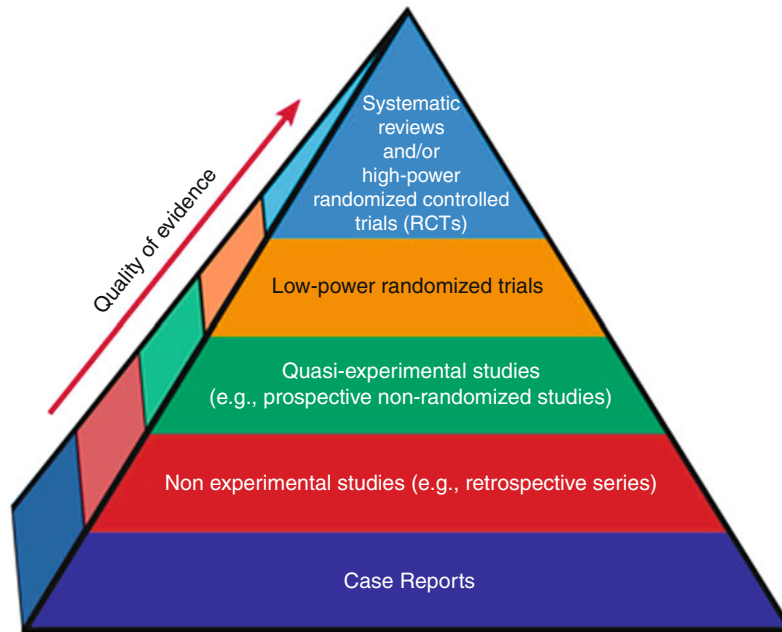 Systematic
reviews
and/or
high-power
randomized controlled
trials (RCTs)
Quality of evidence
Low-power randomized trials
Quasi-experimental studies
(e.g., prospective non-randomized studies)
Non experimental studies (e.g., retrospective series)
Case Reports